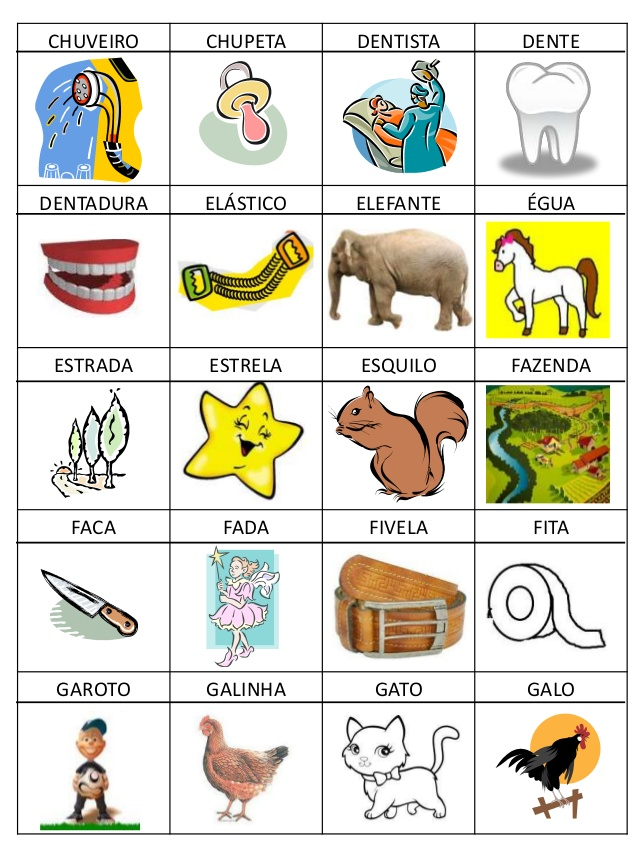 CHUVEIRO CHUPETA DENTISTA DENTE
DENTADURA ELÁSTICO ELEFANTE ÉGUA
ESTRADA ESTRELA ESQUILO FAZENDA
FACA FADA FIVELA FITA
GAROTO GALINHA GATO GALO